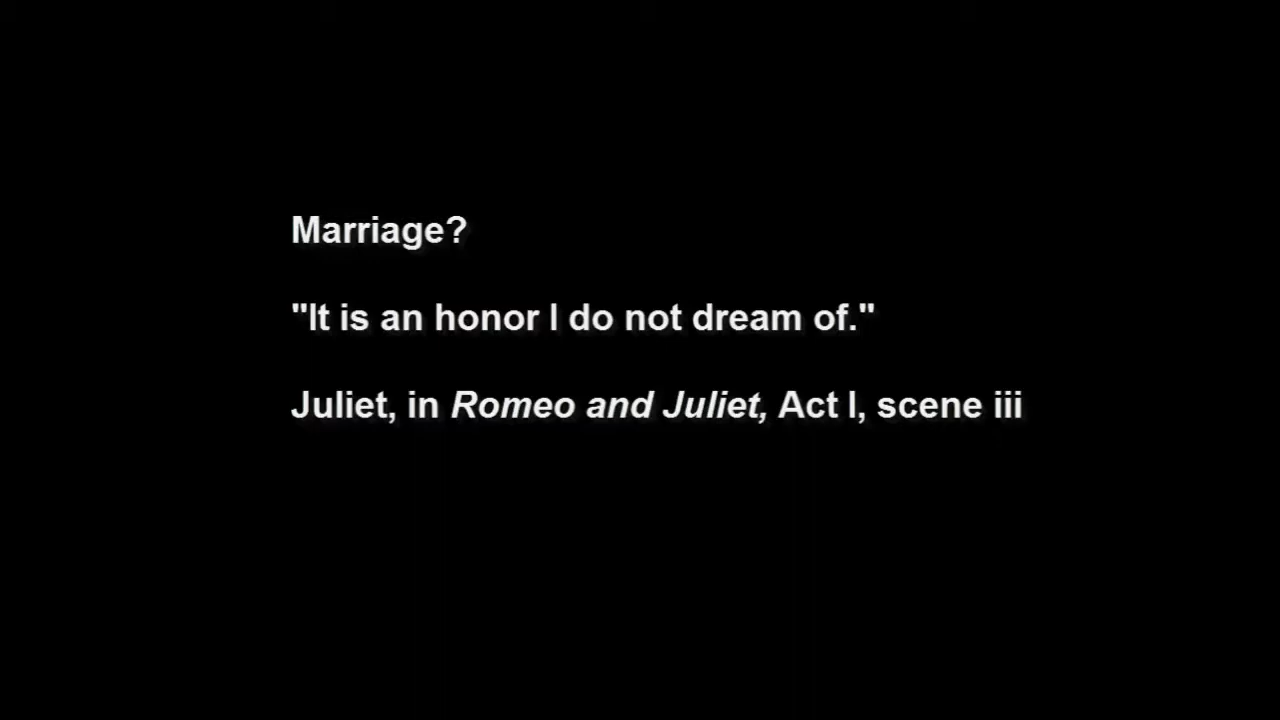 Marriage?
"It is an honor I do not dream of."
Juliet, in Romeo and Juliet, Act I, scene iii